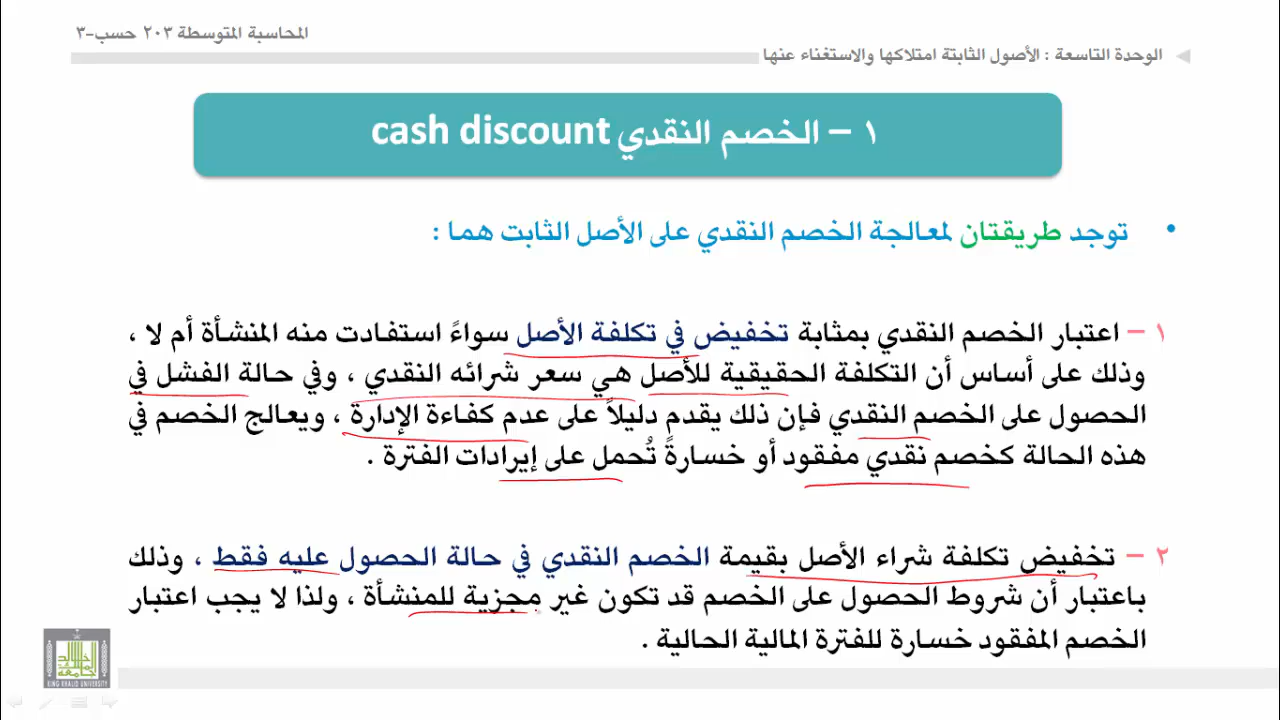 المحاسبة المتوسطة ٢٠٣ حسب-٣
الوحدة التاسعة : الأصول الثابتة امتلاكها والاستغناء عنها
١ – الخصم النقدي cash discount
• توجد طريقتان لمعالجة الخصم النقدي على الأصل الثابت هما :
١ – اعتبار الخصم النقدي بمثابة تخفيض في تكلفة الأصل سواءً استفادت منه المنشأة أم لا ،
وذلك على أساس أن التكلفة الحقيقية للأصل هي سعر شرائه النقدي ، وفي حالة الفشل في
الحصول على الخصم النقدي فإن ذلك يقدم دليلاً على عدم كفاءة الإدارة ، ويعالج الخصم في
هذه الحالة كخصم نقدي مفقود أو خسارةً تُحمل على إيرادات الفترة .
٢ – تخفيض تكلفة شراء الأصل بقيمة الخصم النقدي في حالة الحصول عليه فقط ، وذلك
باعتبار أن شروط الحصول على الخصم قد تكون غير مجزية للمنشأة ، ولذا لا يجب اعتبار
الخصم المفقود خسارة للفترة المالية الحالية .
KING KHALID UNIVERSITY